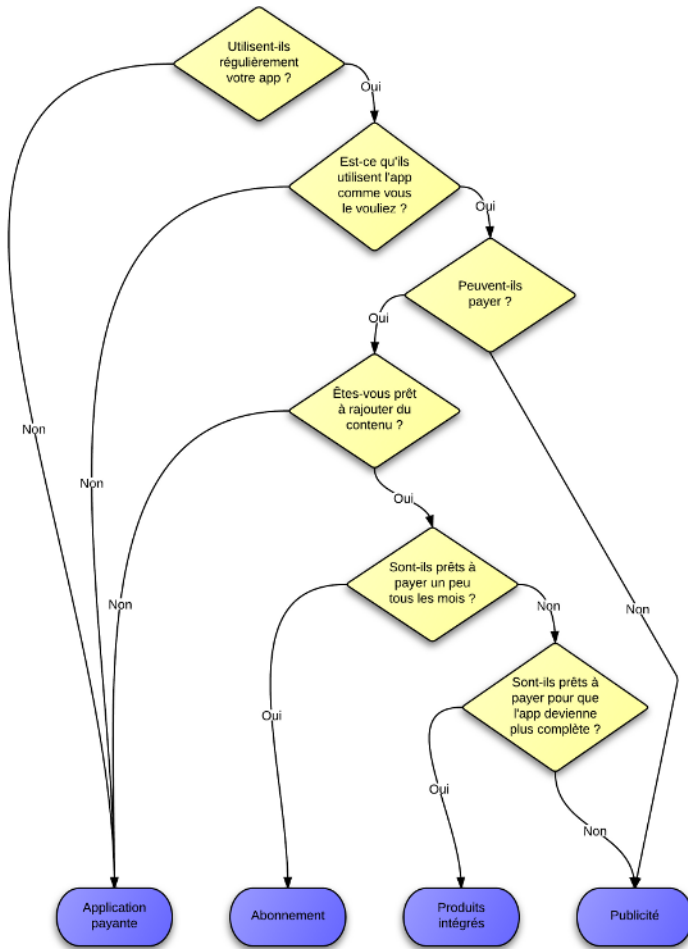 Utilisent-ils
régulièrement
votre app ?
Oui
Est-ce qu'ils
utilisent l'app
comme vous
le vouliez ?
Oui
Peuvent-ils
payer ?
Oui
Êtes-vous prêt
à rajouter du
contenu ?
Non
Non
Oui
Sont-ils prêts à
payer un peu
tous les mois ?
Non
Non
Non
Sont-ils prêts à
payer pour que
l'app devienne
plus complète ?
Oui
Oui
Non
Application
payante
Abonnement
Produits
intégrés
Publicité